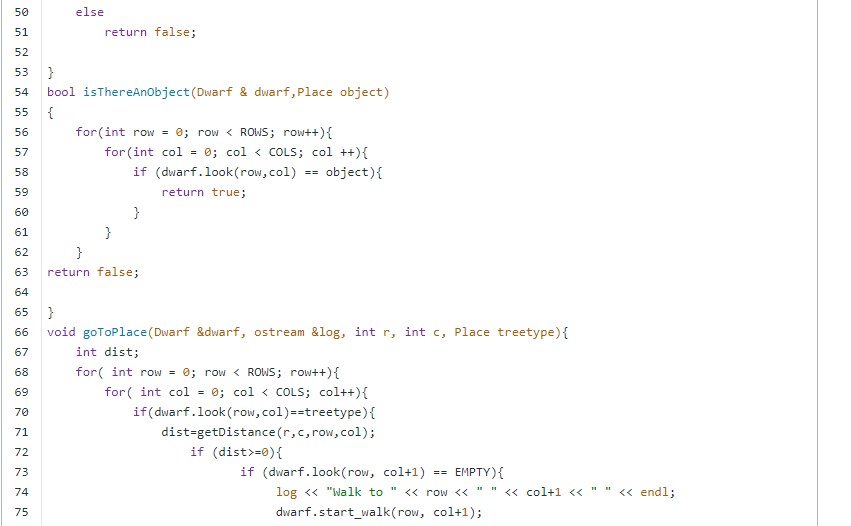 50 else
51 return false;
52
53 }
54 bool isThereAnObject(Dwarf & dwarf,Place object)
55 {
56 for(int row = 0; row < ROWS; row++){
57 for(int col = 0; col < COLS; col ++){
58 if (dwarf.look(row,col) == object){
59 return true;
60 }
61 }
62 }
63 return false;
64
65 }
66 void goToPlace(Dwarf &dwarf, ostream &log, int r, int c, Place treetype){
67 int dist;
68 for( int row = 0; row < ROWS; row++){
69 for( int col = 0; col < COLS; col++){
70 if(dwarf.look(row,col)==treetype){
71 dist=getDistance(r,c,row,col);
72 if (dist>=0){
73 if (dwarf.look(row, col+1) == EMPTY){
74 log << "Walk to " << row << " " << col+1 << " " << endl;
75 dwarf.start_walk(row, col+1);